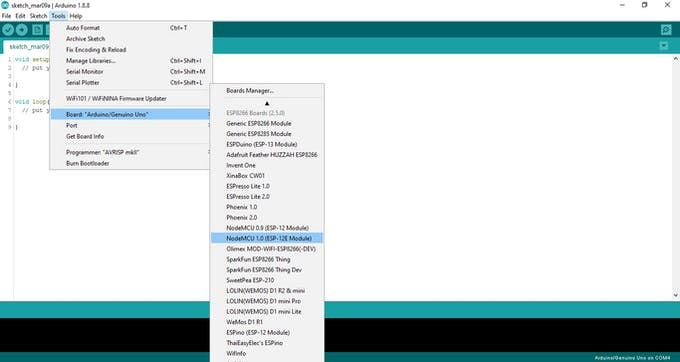 sketch_mar09a | Arduino 1.8.8
File Edit Sketch Tools Help
sketch_mar09
void setup
// put y
}
void loop(
// put y
}
Auto Format Ctrl+T
Archive Sketch
Fix Encoding & Reload
Manage Libraries... Ctrl+Shift+I
Serial Monitor Ctrl+Shift+M
Serial Plotter Ctrl+Shift+L
WiFi101 / WiFiNINA Firmware Updater
Board: "Arduino/Genuino Uno"
Port
Get Board Info
Programmer: "AVRISP mkII"
Burn Bootloader
Boards Manager...
ESP8266 Boards (2.5.0)
Generic ESP8266 Module
Generic ESP8285 Module
ESPDuino (ESP-13 Module)
Adafruit Feather HUZZAH ESP8266
Invent One
XinaBox CW01
ESPresso Lite 1.0
ESPresso Lite 2.0
Phoenix 1.0
Phoenix 2.0
NodeMCU 0.9 (ESP-12 Module)
NodeMCU 1.0 (ESP-12E Module)
Olimex MOD-WIFI-ESP8266(-DEV)
SparkFun ESP8266 Thing
SparkFun ESP8266 Thing Dev
SweetPea ESP-210
LOLIN(WEMOS) D1 R2 & mini
LOLIN(WEMOS) D1 mini Pro
LOLIN(WEMOS) D1 mini Lite
WeMos D1 R1
ESPino (ESP-12 Module)
ThaiEasyElec's ESPino
WifInfo
Arduino/Genuino Uno on COM4